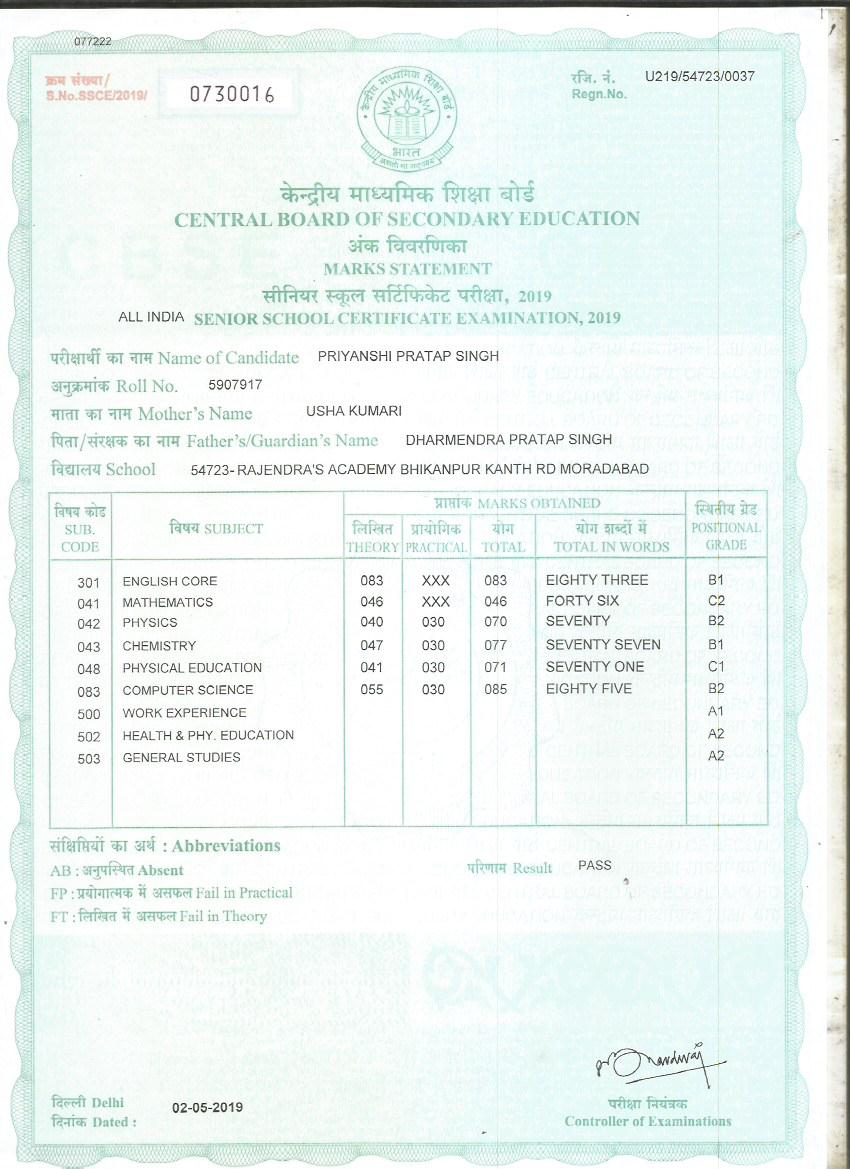 077222
क्रम संख्या/
S.No.SSCE/2019/
0730016
रजि. नं.
Regn.No.
U219/54723/0037
केन्द्रीय माध्यमिक शिक्षा बोर्ड
भारत
असतो मा सद्गमय
केन्द्रीय माध्यमिक शिक्षा बोर्ड
CENTRAL BOARD OF SECONDARY EDUCATION
अंक विवरणिका
MARKS STATEMENT
सीनियर स्कूल सर्टिफिकेट परीक्षा, 2019
ALL INDIA SENIOR SCHOOL CERTIFICATE EXAMINATION, 2019
परीक्षार्थी का नाम Name of Candidate PRIYANSHI PRATAP SINGH
अनुक्रमांक Roll No. 5907917
माता का नाम Mother's Name USHA KUMARI
पिता/संरक्षक का नाम Father's/Guardian's Name DHARMENDRA PRATAP SINGH
विद्यालय School 54723- RAJENDRA'S ACADEMY BHIKANPUR KANTH RD MORADABAD
विषय कोड SUB. CODE
विषय SUBJECT
प्राप्तांक MARKS OBTAINED
लिखित THEORY
प्रायोगिक PRACTICAL
योग TOTAL
योग शब्दों में TOTAL IN WORDS
स्थितीय ग्रेड POSITIONAL GRADE
301 ENGLISH CORE 083 XXX 083 EIGHTY THREE B1
041 MATHEMATICS 046 XXX 046 FORTY SIX C2
042 PHYSICS 040 030 070 SEVENTY B2
043 CHEMISTRY 047 030 077 SEVENTY SEVEN B1
048 PHYSICAL EDUCATION 041 030 071 SEVENTY ONE C1
083 COMPUTER SCIENCE 055 030 085 EIGHTY FIVE B2
500 WORK EXPERIENCE A1
502 HEALTH & PHY. EDUCATION A2
503 GENERAL STUDIES A2
संक्षिप्तियों का अर्थ : Abbreviations
AB : अनुपस्थित Absent
परिणाम Result PASS
FP : प्रयोगात्मक में असफल Fail in Practical
FT : लिखित में असफल Fail in Theory
दिल्ली Delhi
दिनांक Dated : 02-05-2019
परीक्षा नियंत्रक
Controller of Examinations